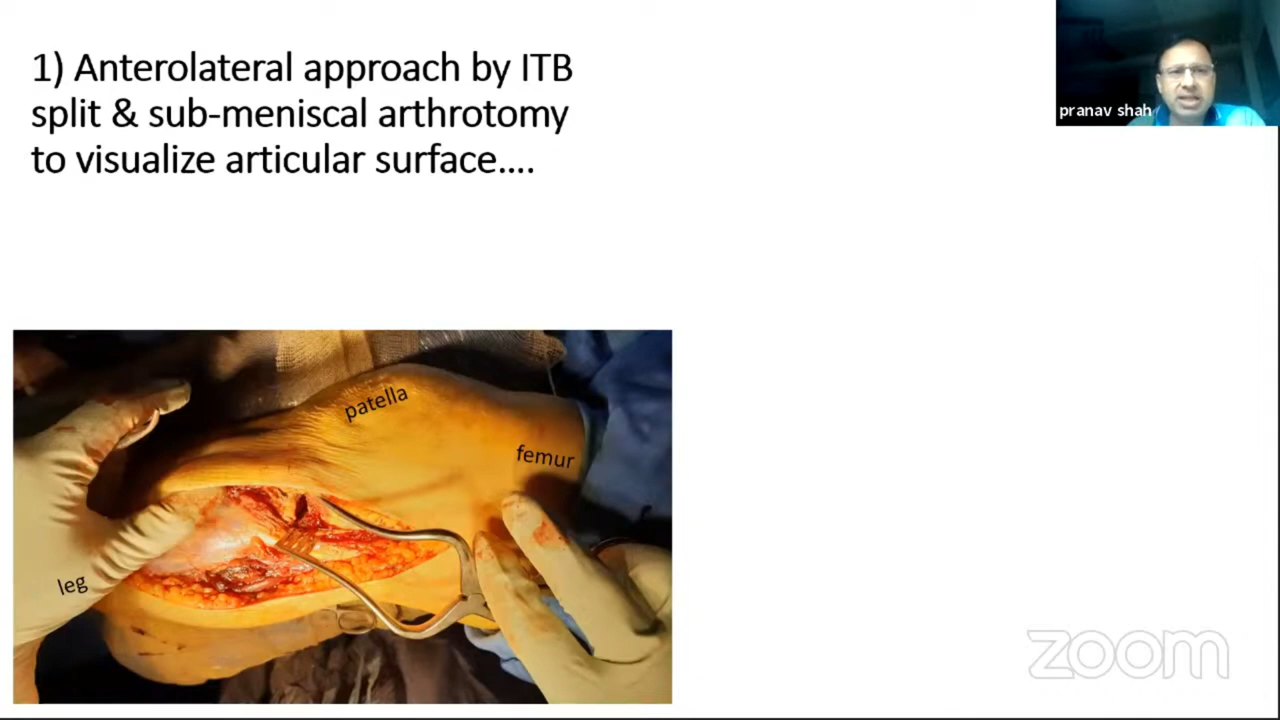 1) Anterolateral approach by ITB
split & sub-meniscal arthrotomy
to visualize articular surface....
pranav shah
patella
femur
leg
zoom